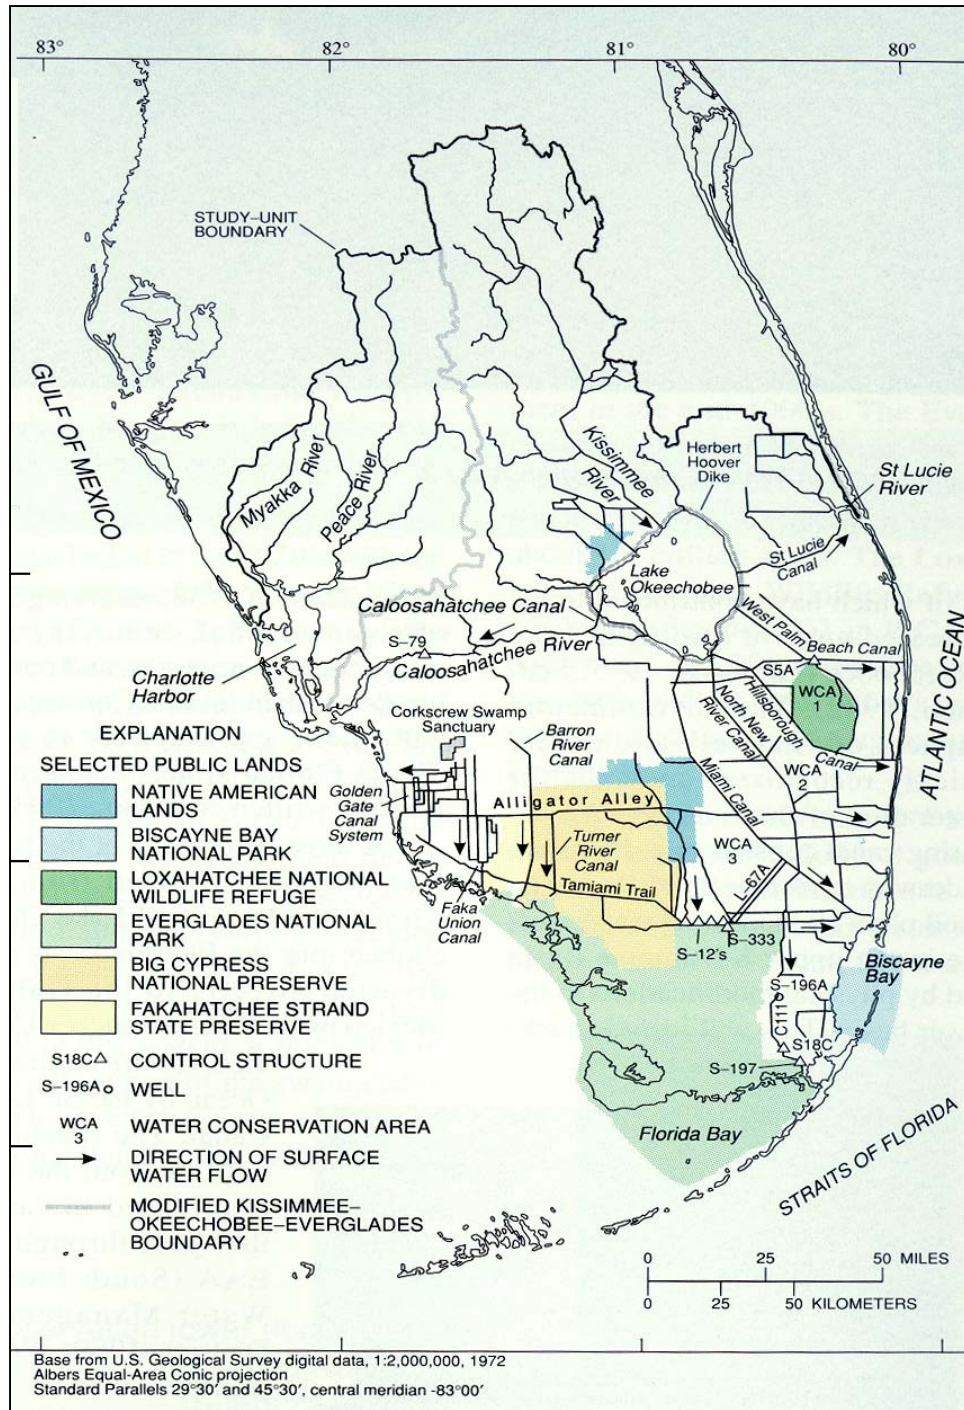 83°
82°
81°
80°
STUDY–UNIT
BOUNDARY
GULF OF MEXICO
Myakka
River
Peace River
Kissimmee
River
Herbert
Hoover
Dike
St Lucie
River
St Lucie
Canal
Lake
Okeechobee
Caloosahatchee Canal
S–79
Caloosahatchee River
West Palm
Beach Canal
S5A
Charlotte
Harbor
WCA
1
Hillsborough
Canal
North New
River Canal
Miami Canal
ATLANTIC OCEAN
Corkscrew Swamp
Sanctuary
Barron
River
Canal
WCA
2
Golden
Gate
Canal
System
Alligator Alley
Turner
River
Canal
WCA
3
L–67A
Tamiami Trail
Faka
Union
Canal
S–333
S–12's
Biscayne
Bay
S–196A
C111
S18C
S–197
Florida Bay
STRAITS OF FLORIDA
EXPLANATION
SELECTED PUBLIC LANDS
NATIVE AMERICAN
LANDS
BISCAYNE BAY
NATIONAL PARK
LOXAHATCHEE NATIONAL
WILDLIFE REFUGE
EVERGLADES NATIONAL
PARK
BIG CYPRESS
NATIONAL PRESERVE
FAKAHATCHEE STRAND
STATE PRESERVE
S18C CONTROL STRUCTURE
S–196A WELL
WCA
3
WATER CONSERVATION AREA
DIRECTION OF SURFACE
WATER FLOW
MODIFIED KISSIMMEE–
OKEECHOBEE–EVERGLADES
BOUNDARY
0 25 50 MILES
0 25 50 KILOMETERS
Base from U.S. Geological Survey digital data, 1:2,000,000, 1972
Albers Equal-Area Conic projection
Standard Parallels 29°30′ and 45°30′, central meridian -83°00′